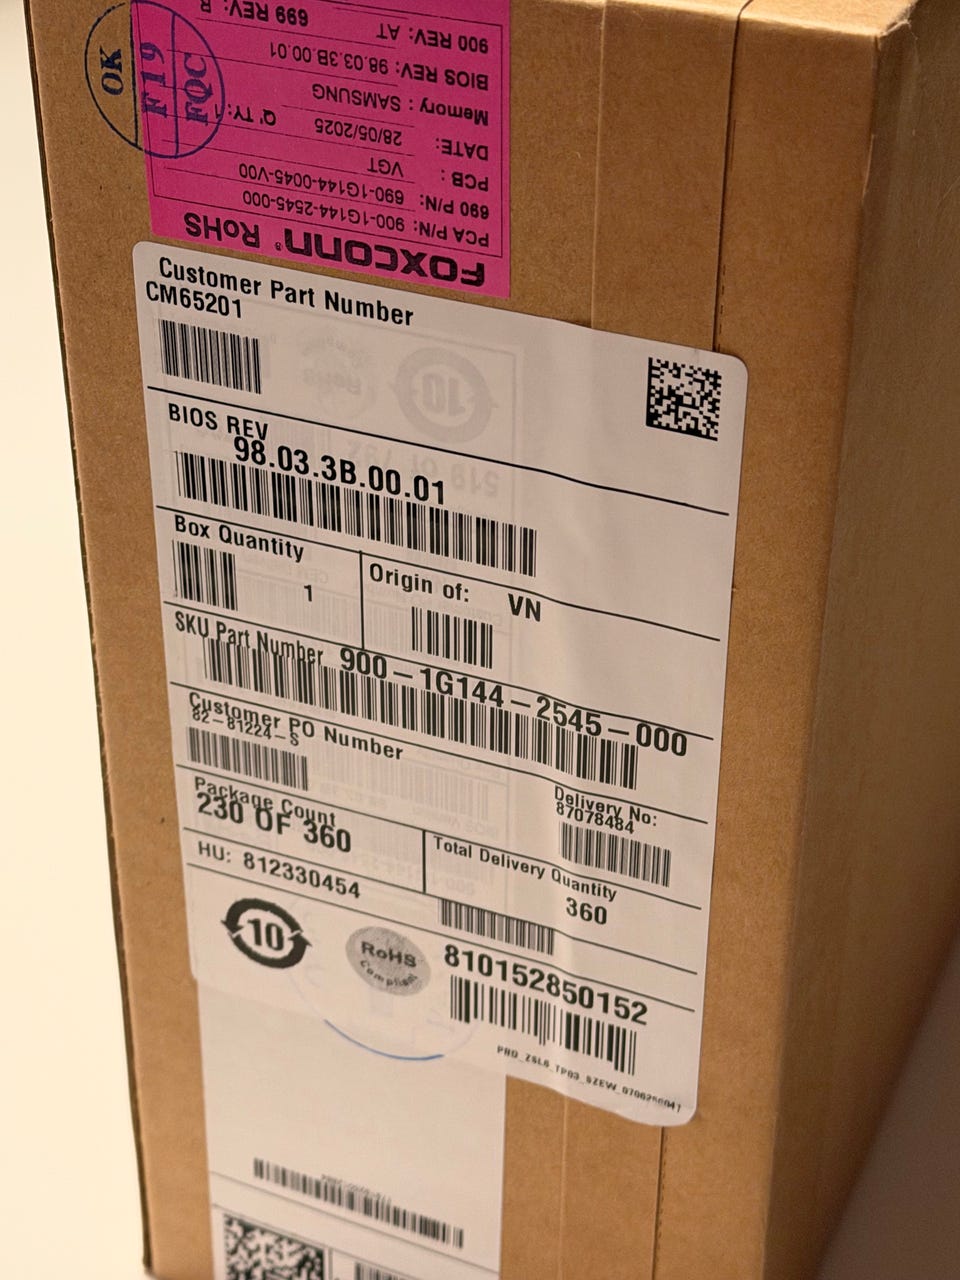 FOXCONN® RoHS
PCA P/N: 900-1G144-2545-000
690 P/N: 690-1G144-0045-V00
PCB : VGT
DATE: 28/05/2025 Q'TY:
Memory : SAMSUNG
BIOS REV: 98.03.3B.00.01
900 REV: AT 699 REV: R
OK
F19
FQC
Customer Part Number
CM65201
BIOS REV
98.03.3B.00.01
Box Quantity
1
Origin of: VN
SKU Part Number 900-1G144-2545-000
Customer PO Number
82-81224-S
Delivery No:
87078484
Package Count
230 OF 360
Total Delivery Quantity
360
HU: 812330454
10
RoHS
Compliant
810152850152